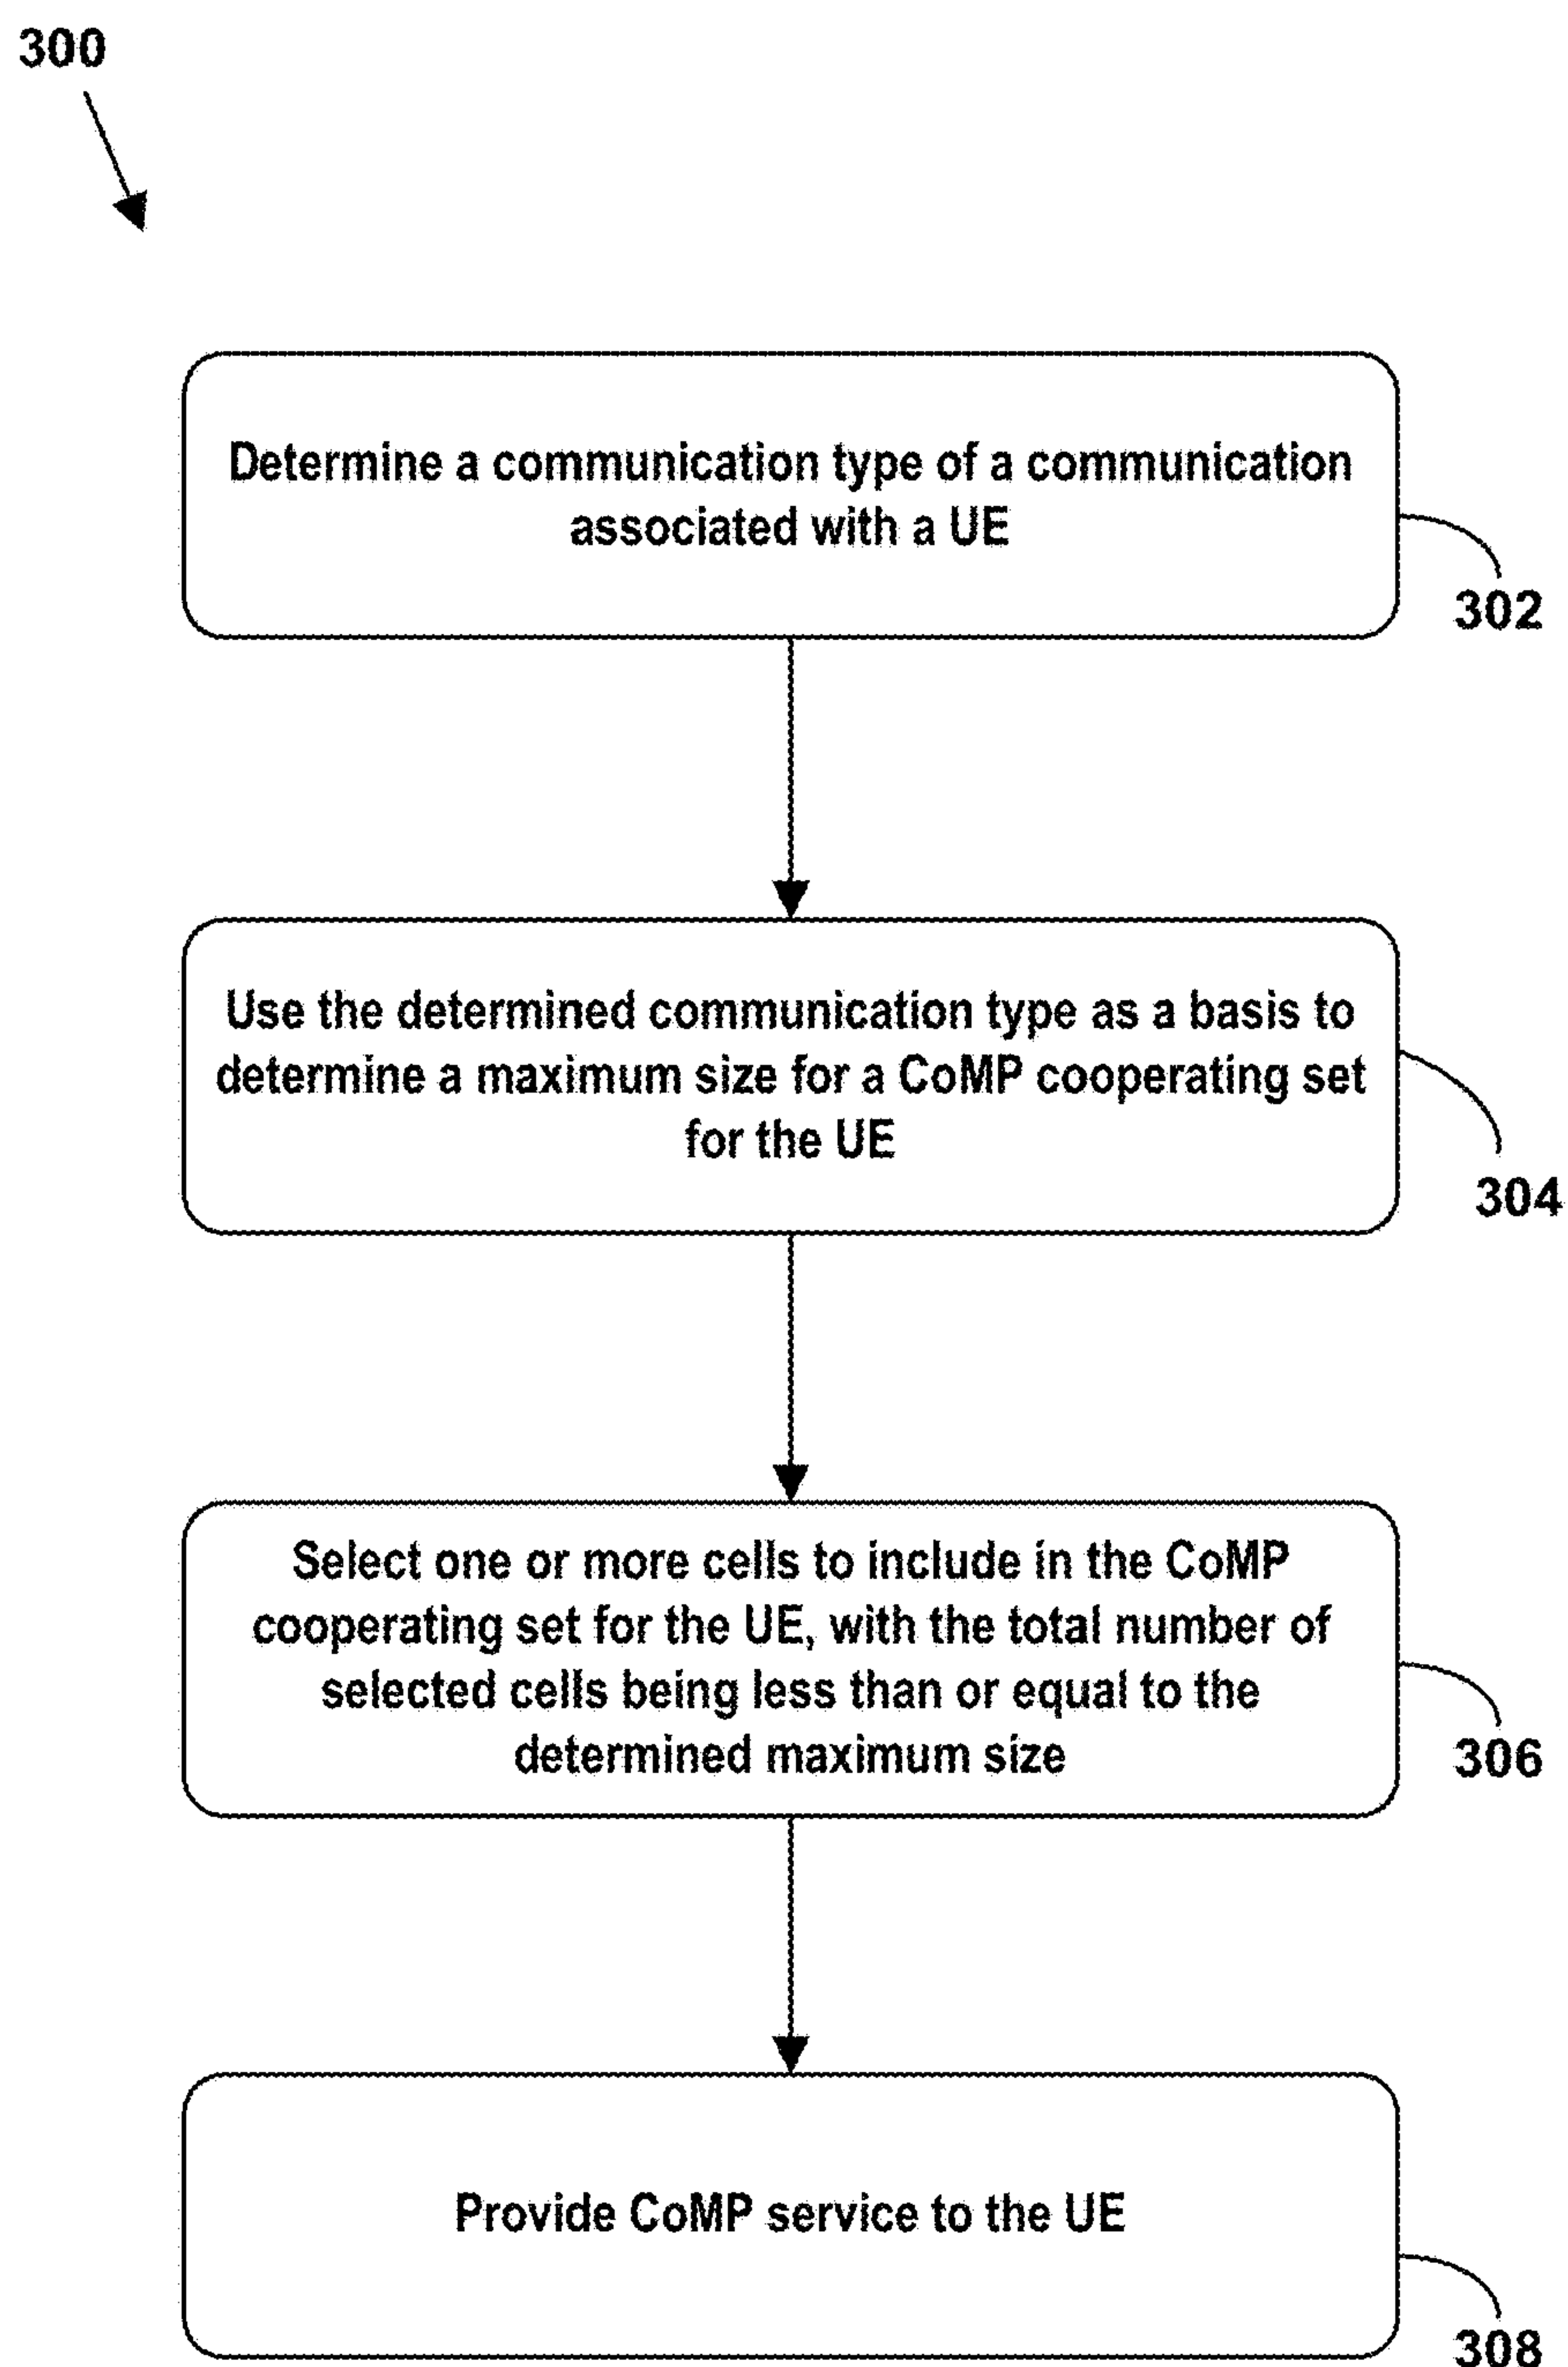 300
Determine a communication type of a communication
associated with a UE
302
Use the determined communication type as a basis to
determine a maximum size for a CoMP cooperating set
for the UE
304
Select one or more cells to include in the CoMP
cooperating set for the UE, with the total number of
selected cells being less than or equal to the
determined maximum size
306
Provide CoMP service to the UE
308